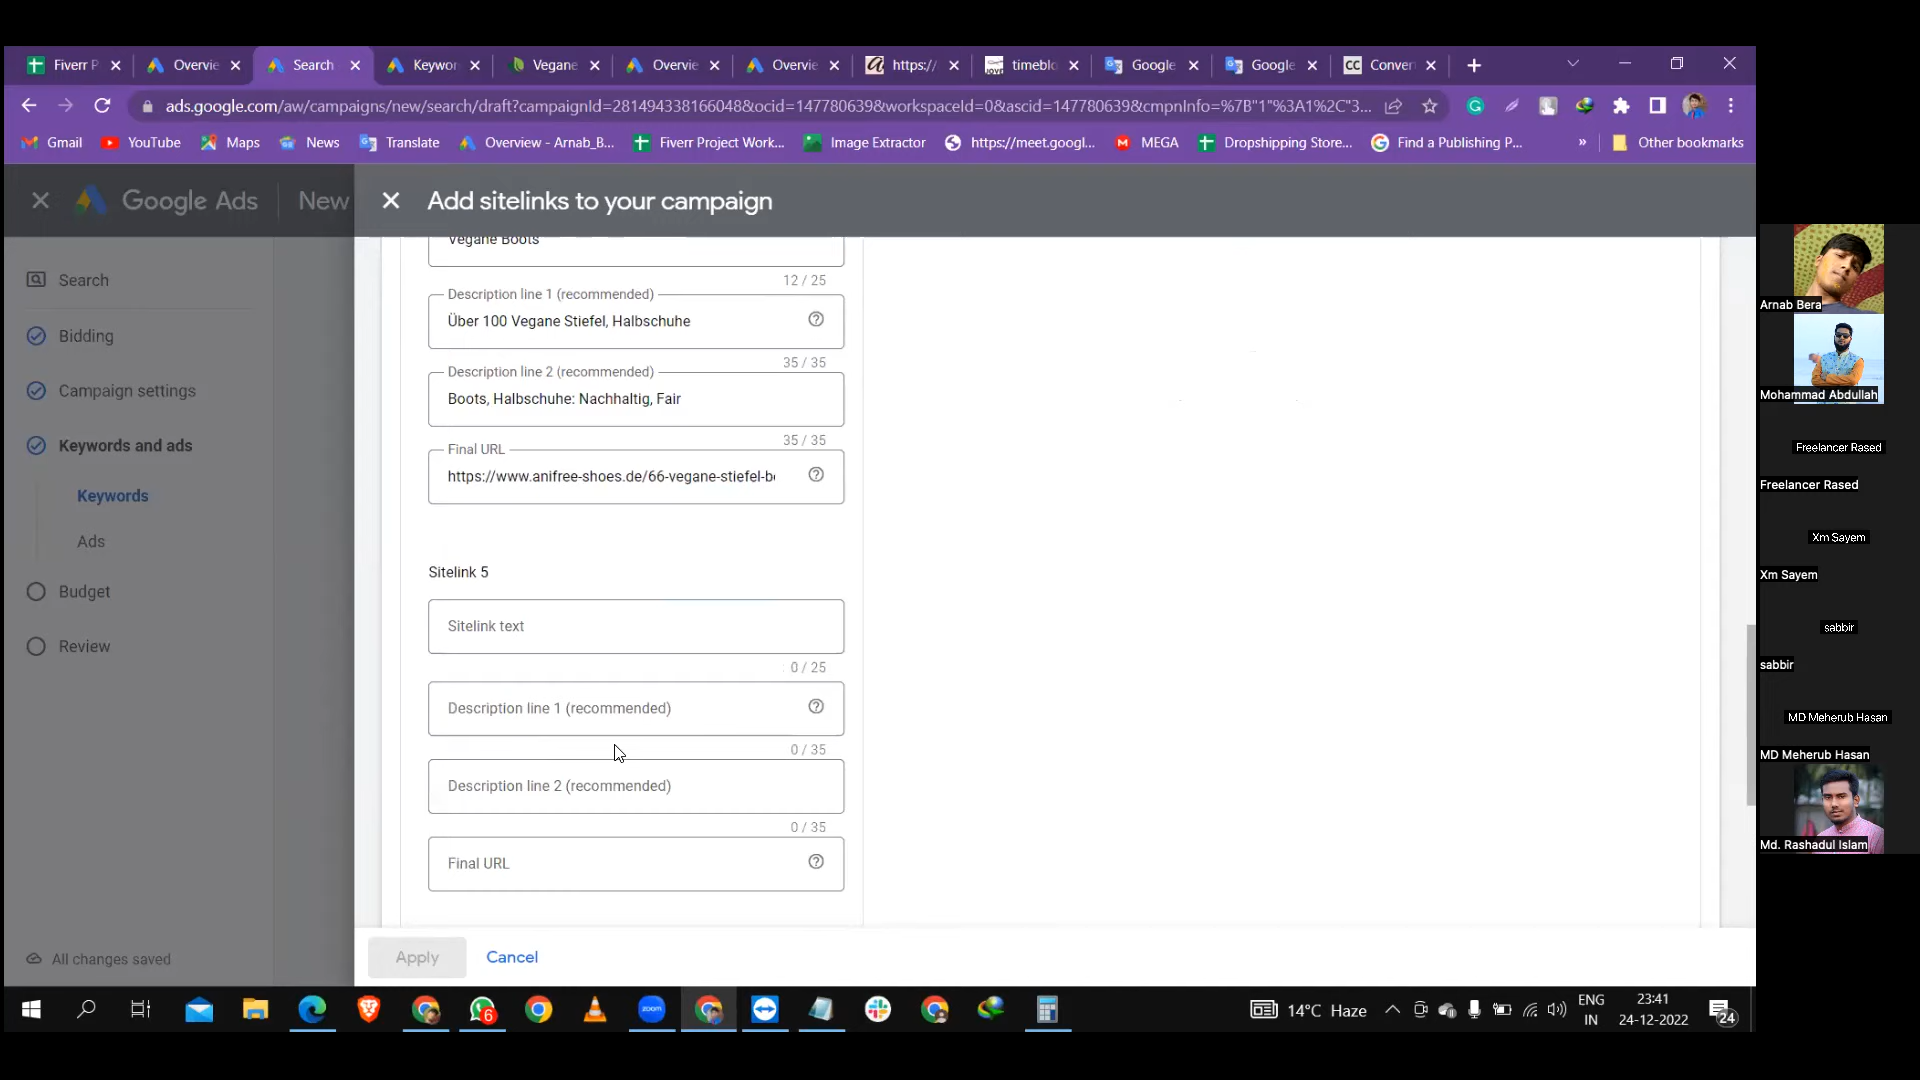 Fiverr P
Overvie
Search
Keywor
Vegane
Overvie
Overvie
https:/
timeblo
Google
Google
Conver
ads.google.com/aw/campaigns/new/search/draft?campaignId=281494338166048&ocid=147780639&workspaceId=0&ascid=147780639&cmpnInfo=%7B"1"%3A1%2C"3...
Gmail
YouTube
Maps
News
Translate
Overview - Arnab_B...
Fiverr Project Work...
Image Extractor
https://meet.googl...
MEGA
Dropshipping Store...
Find a Publishing P...
»
Other bookmarks
Google Ads
New
Add sitelinks to your campaign
Search
Bidding
Campaign settings
Keywords and ads
Keywords
Ads
Budget
Review
All changes saved
Vegane Boots
12 / 25
Description line 1 (recommended)
Über 100 Vegane Stiefel, Halbschuhe
35 / 35
Description line 2 (recommended)
Boots, Halbschuhe: Nachhaltig, Fair
35 / 35
Final URL
https://www.anifree-shoes.de/66-vegane-stiefel-b
Sitelink 5
Sitelink text
0 / 25
Description line 1 (recommended)
0 / 35
Description line 2 (recommended)
0 / 35
Final URL
Apply
Cancel
Arnab Bera
Mohammad Abdullah
Freelancer Rased
Freelancer Rased
Xm Sayem
Xm Sayem
sabbir
sabbir
MD Meherub Hasan
MD Meherub Hasan
Md. Rashadul Islam
6
zoom
14°C Haze
ENG
IN
23:41
24-12-2022
24